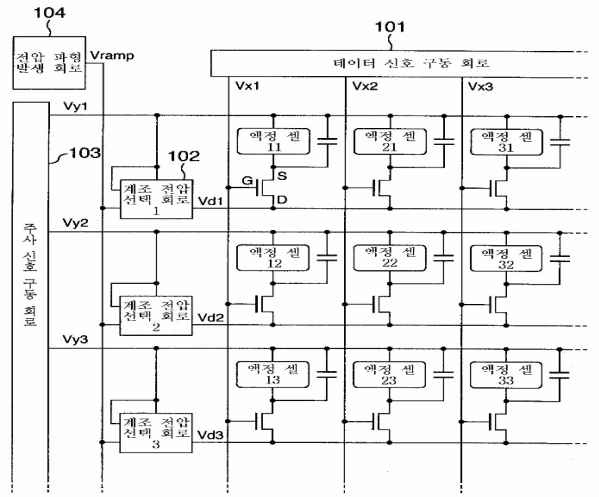 104
101
전압 파형
발생 회로
Vramp
데이터 신호 구동 회로
Vx1
Vx2
Vx3
Vy1
103
102
액정 셀
11
액정 셀
21
액정 셀
31
G
S
D
계조 전압
선택 회로
1
Vd1
주사 신호 구동 회로
Vy2
액정 셀
12
액정 셀
22
액정 셀
32
계조 전압
선택 회로
2
Vd2
Vy3
액정 셀
13
액정 셀
23
액정 셀
33
계조 전압
선택 회로
3
Vd3